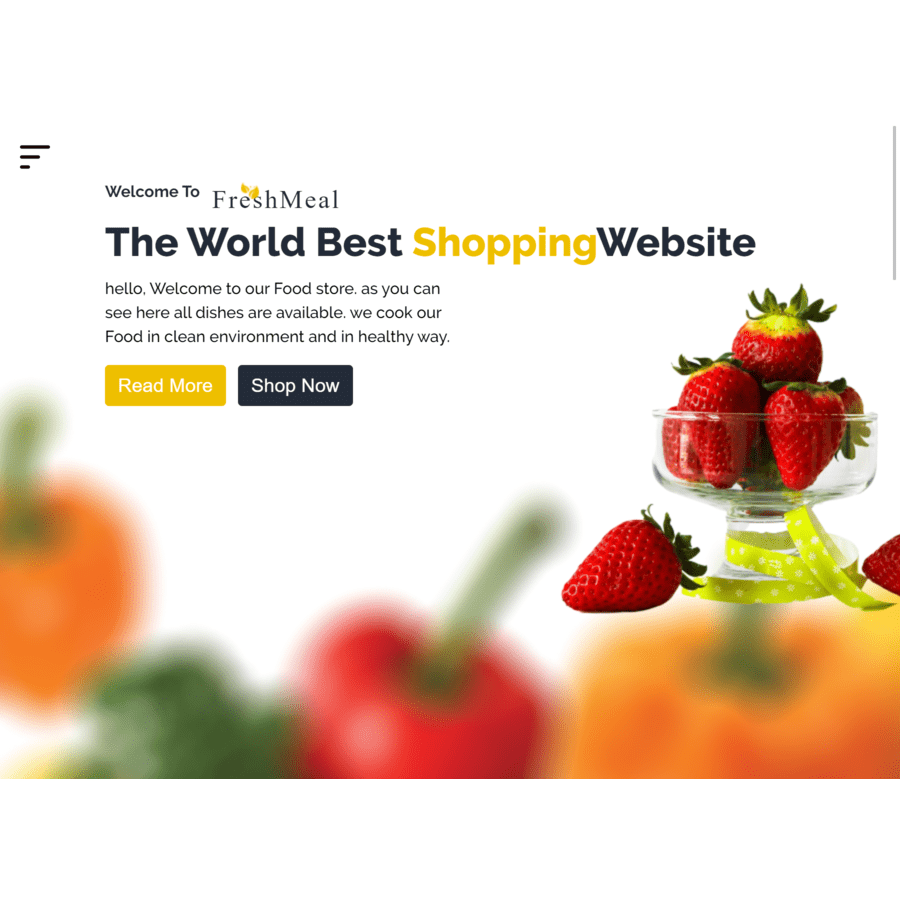 Welcome To FreshMeal
The World Best ShoppingWebsite
hello, Welcome to our Food store. as you can
see here all dishes are available. we cook our
Food in clean environment and in healthy way.
Read More Shop Now